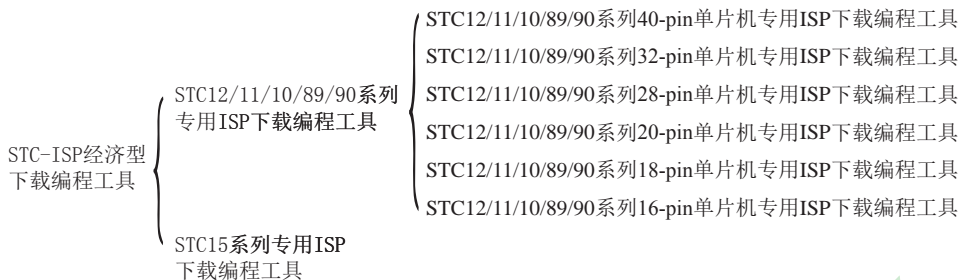 STC-ISP经济型
下载编程工具
STC12/11/10/89/90系列
专用ISP下载编程工具
STC12/11/10/89/90系列40-pin单片机专用ISP下载编程工具
STC12/11/10/89/90系列32-pin单片机专用ISP下载编程工具
STC12/11/10/89/90系列28-pin单片机专用ISP下载编程工具
STC12/11/10/89/90系列20-pin单片机专用ISP下载编程工具
STC12/11/10/89/90系列18-pin单片机专用ISP下载编程工具
STC12/11/10/89/90系列16-pin单片机专用ISP下载编程工具
STC15系列专用ISP
下载编程工具